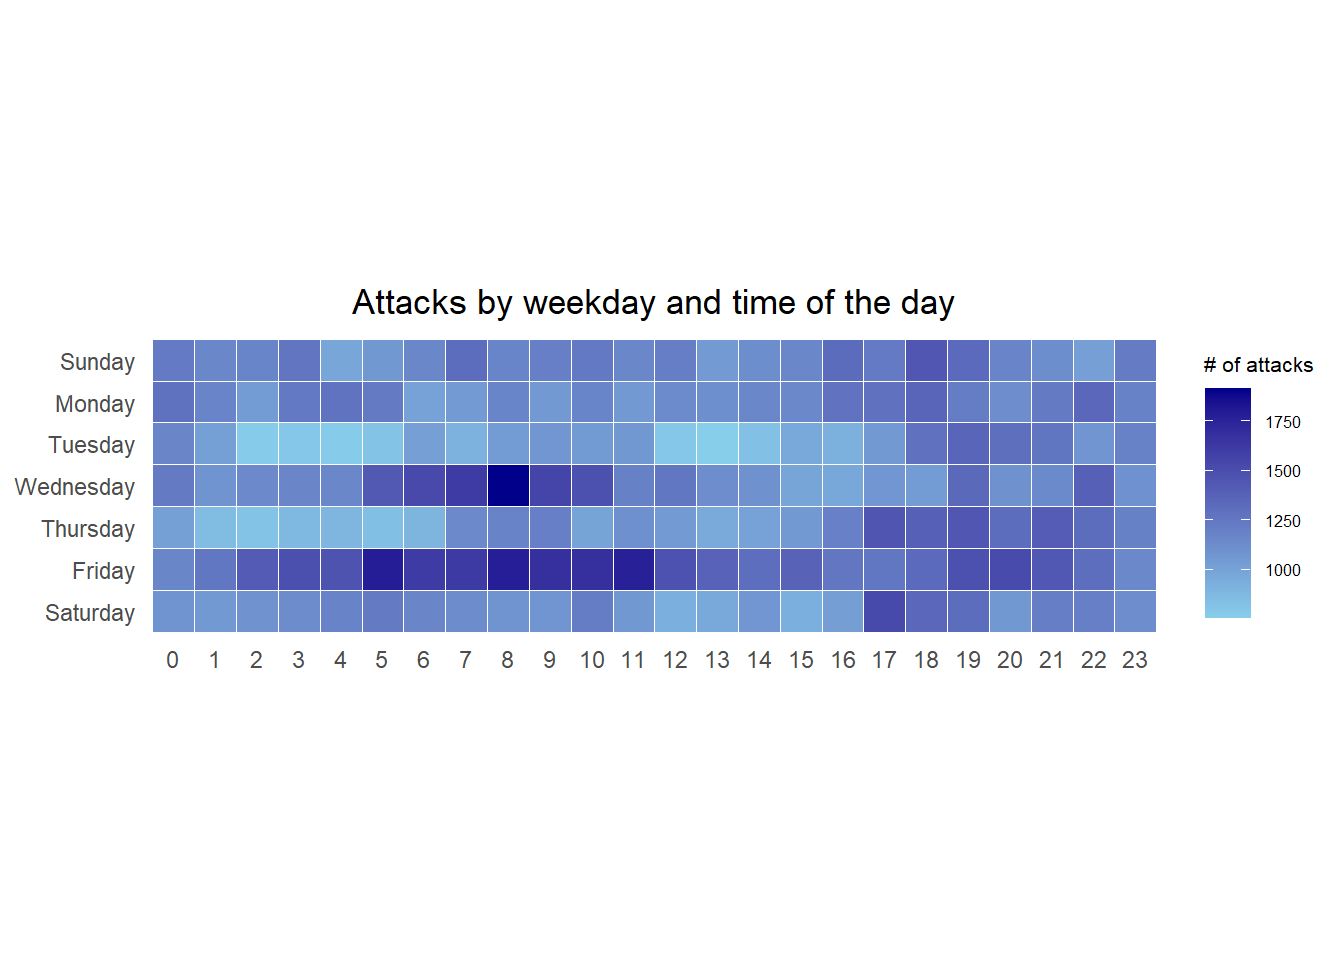 Attacks by weekday and time of the day
Sunday
Monday
Tuesday
Wednesday
Thursday
Friday
Saturday
0 1 2 3 4 5 6 7 8 9 10 11 12 13 14 15 16 17 18 19 20 21 22 23
# of attacks
1750
1500
1250
1000